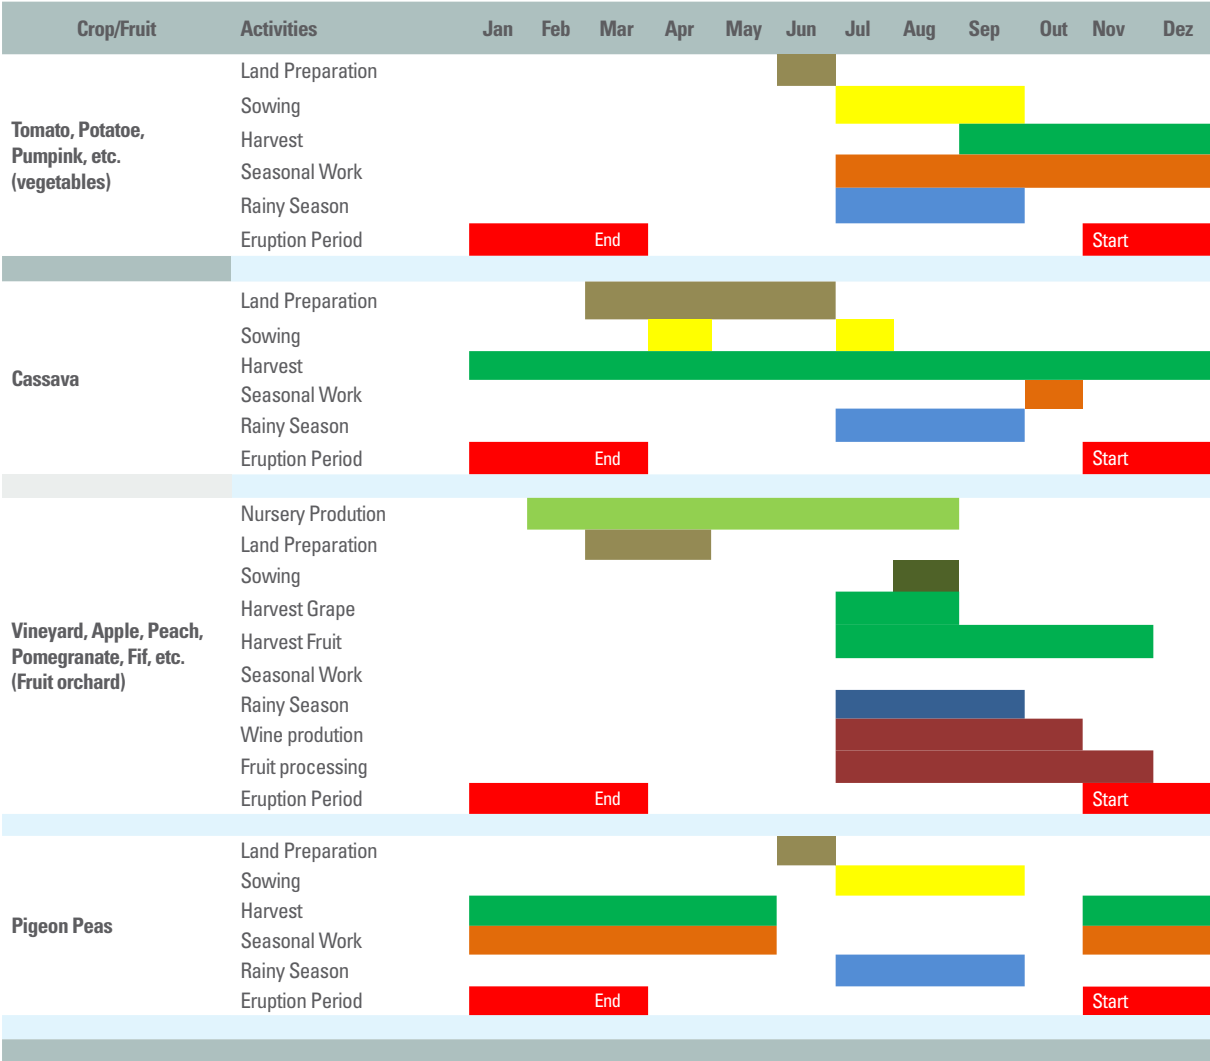 Crop/Fruit Activities Jan Feb Mar Apr May Jun Jul Aug Sep Out Nov Dez
Land Preparation
Sowing
Tomato, Potatoe,
Pumpink, etc.
(vegetables)
Harvest
Seasonal Work
Rainy Season
Eruption Period End Start
Land Preparation
Sowing
Cassava
Harvest
Seasonal Work
Rainy Season
Eruption Period End Start
Nursery Prodution
Land Preparation
Sowing
Harvest Grape
Vineyard, Apple, Peach,
Pomegranate, Fif, etc.
(Fruit orchard)
Harvest Fruit
Seasonal Work
Rainy Season
Wine prodution
Fruit processing
Eruption Period End Start
Land Preparation
Sowing
Pigeon Peas
Harvest
Seasonal Work
Rainy Season
Eruption Period End Start